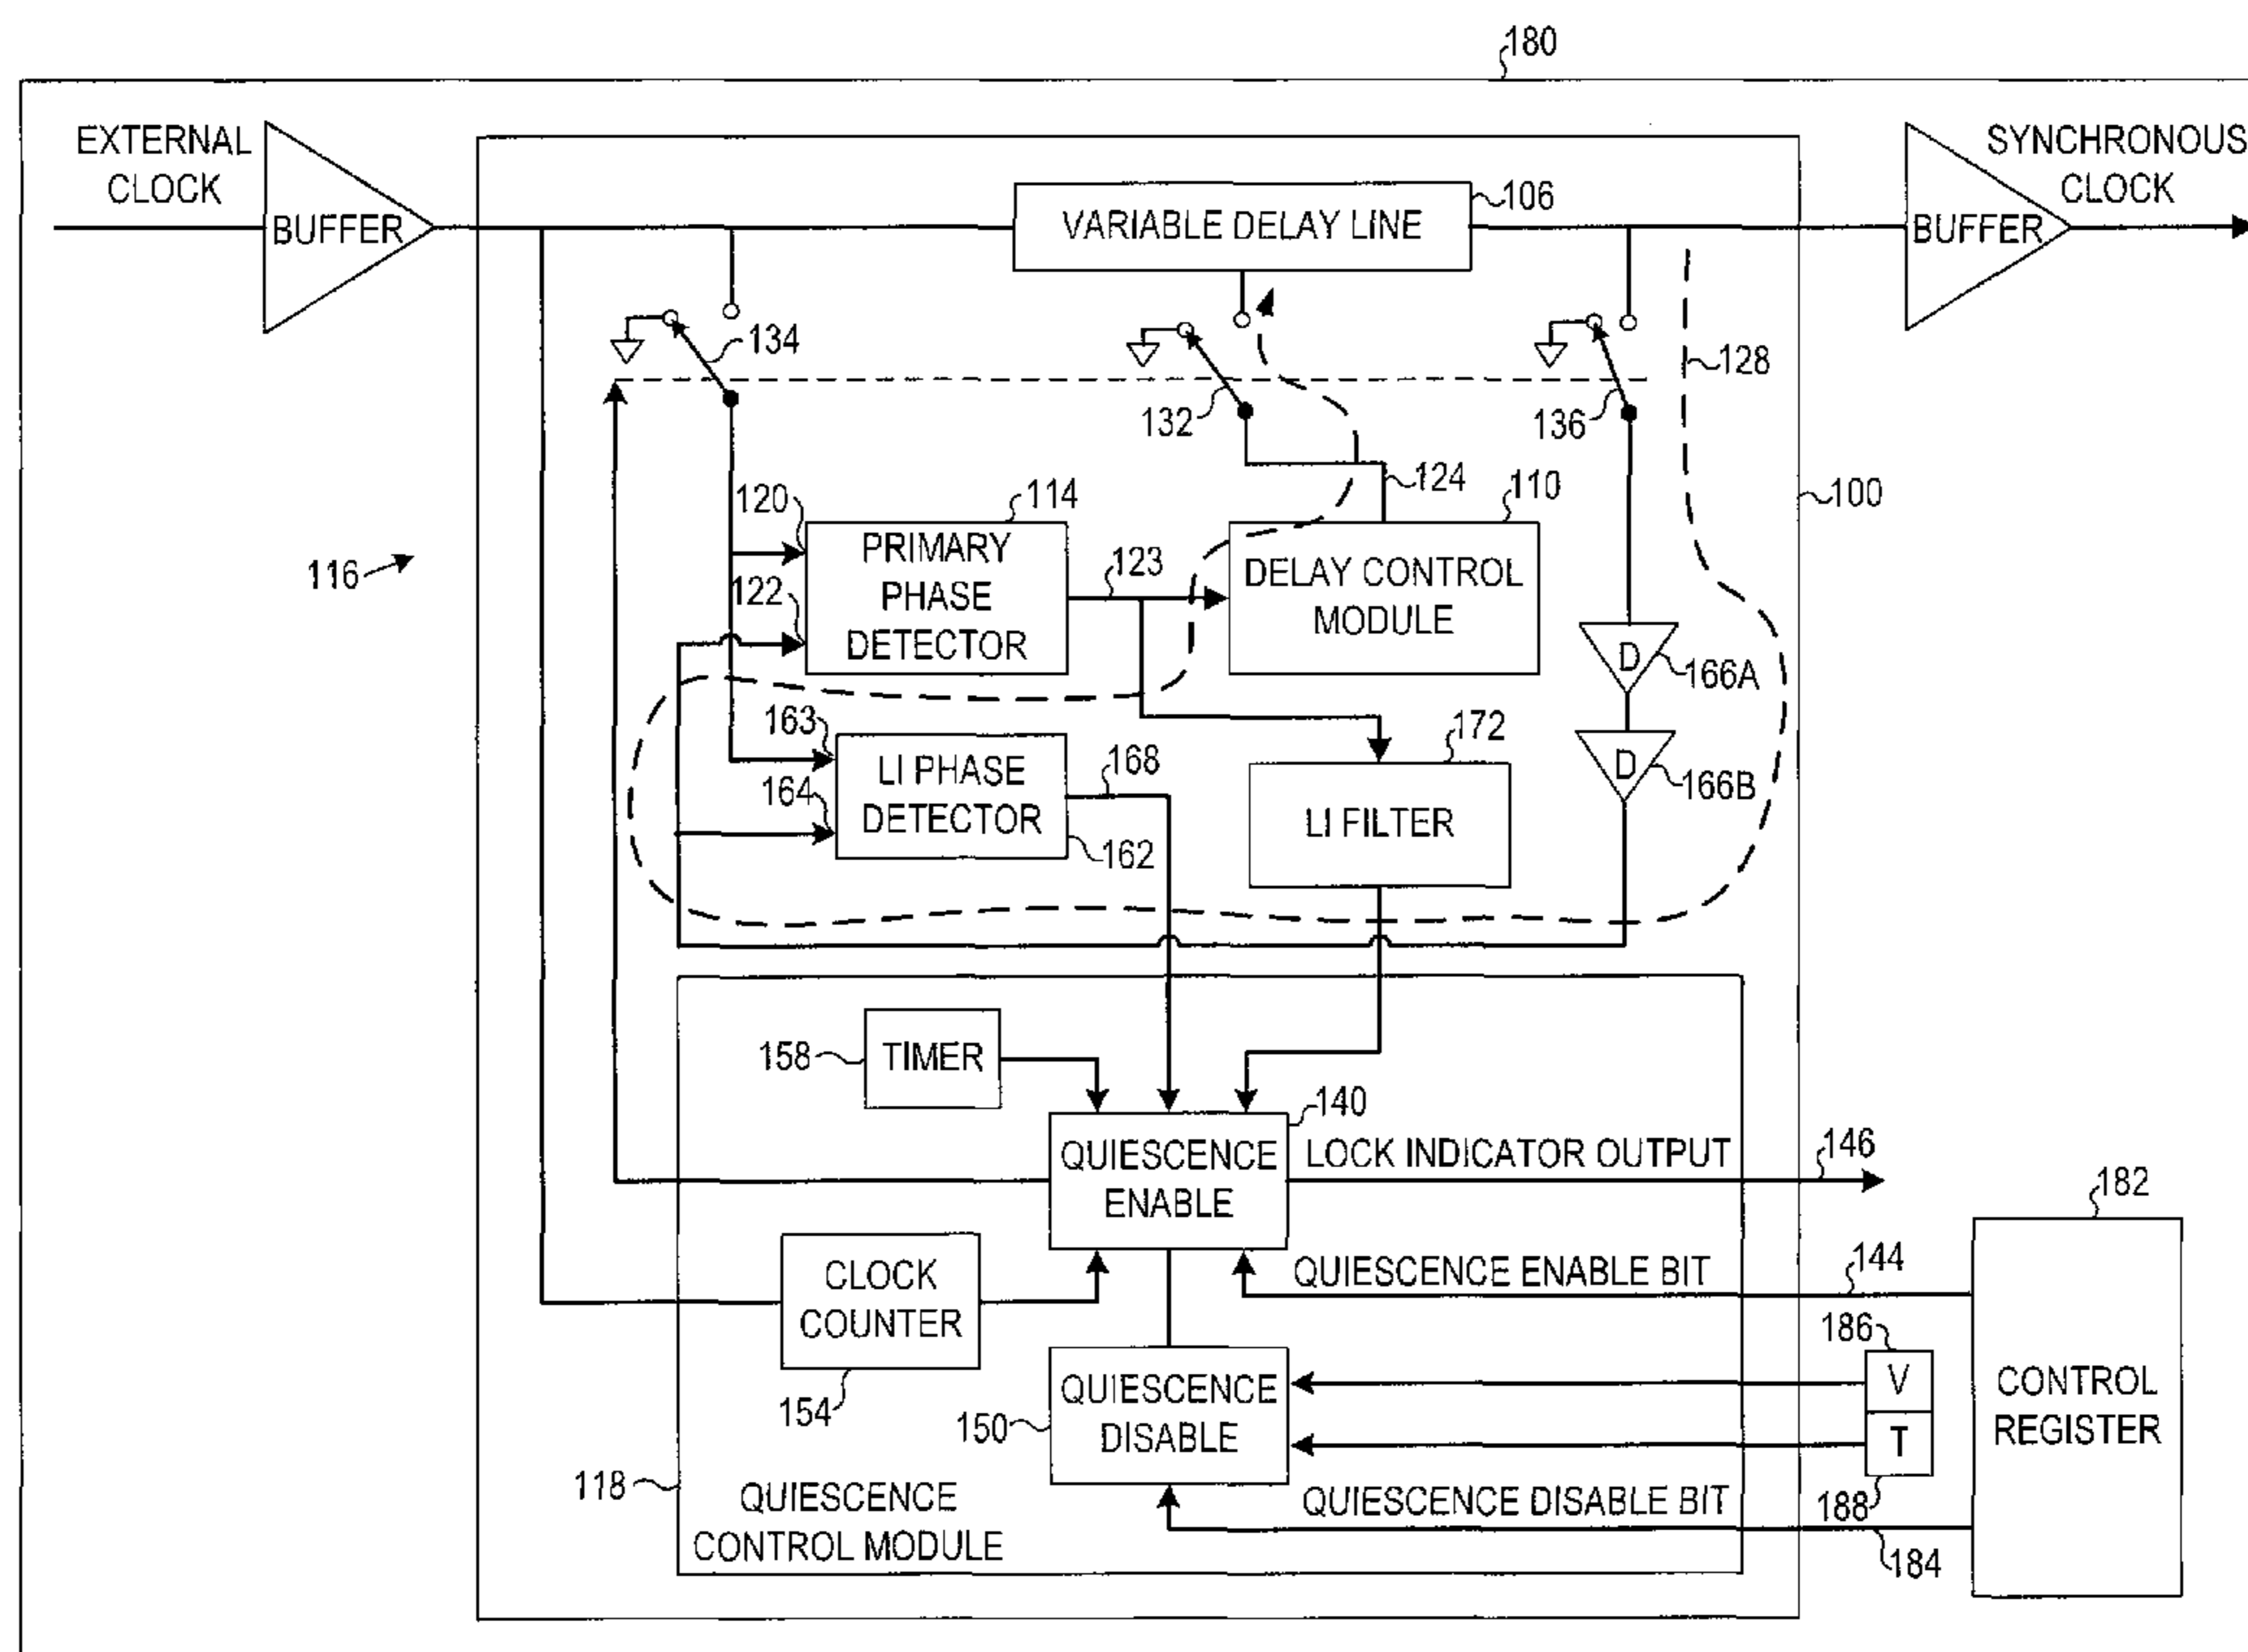 180
EXTERNAL
CLOCK
BUFFER
VARIABLE DELAY LINE
106
SYNCHRONOUS
CLOCK
BUFFER
134
132
136
128
100
116
120
122
114
PRIMARY
PHASE
DETECTOR
123
124
110
DELAY CONTROL
MODULE
D
166A
D
166B
163
164
LI PHASE
DETECTOR
162
168
172
LI FILTER
158
TIMER
140
QUIESCENCE
ENABLE
LOCK INDICATOR OUTPUT
146
182
CLOCK
COUNTER
154
QUIESCENCE ENABLE BIT
144
186
V
T
188
CONTROL
REGISTER
150
QUIESCENCE
DISABLE
QUIESCENCE DISABLE BIT
184
118
QUIESCENCE
CONTROL MODULE